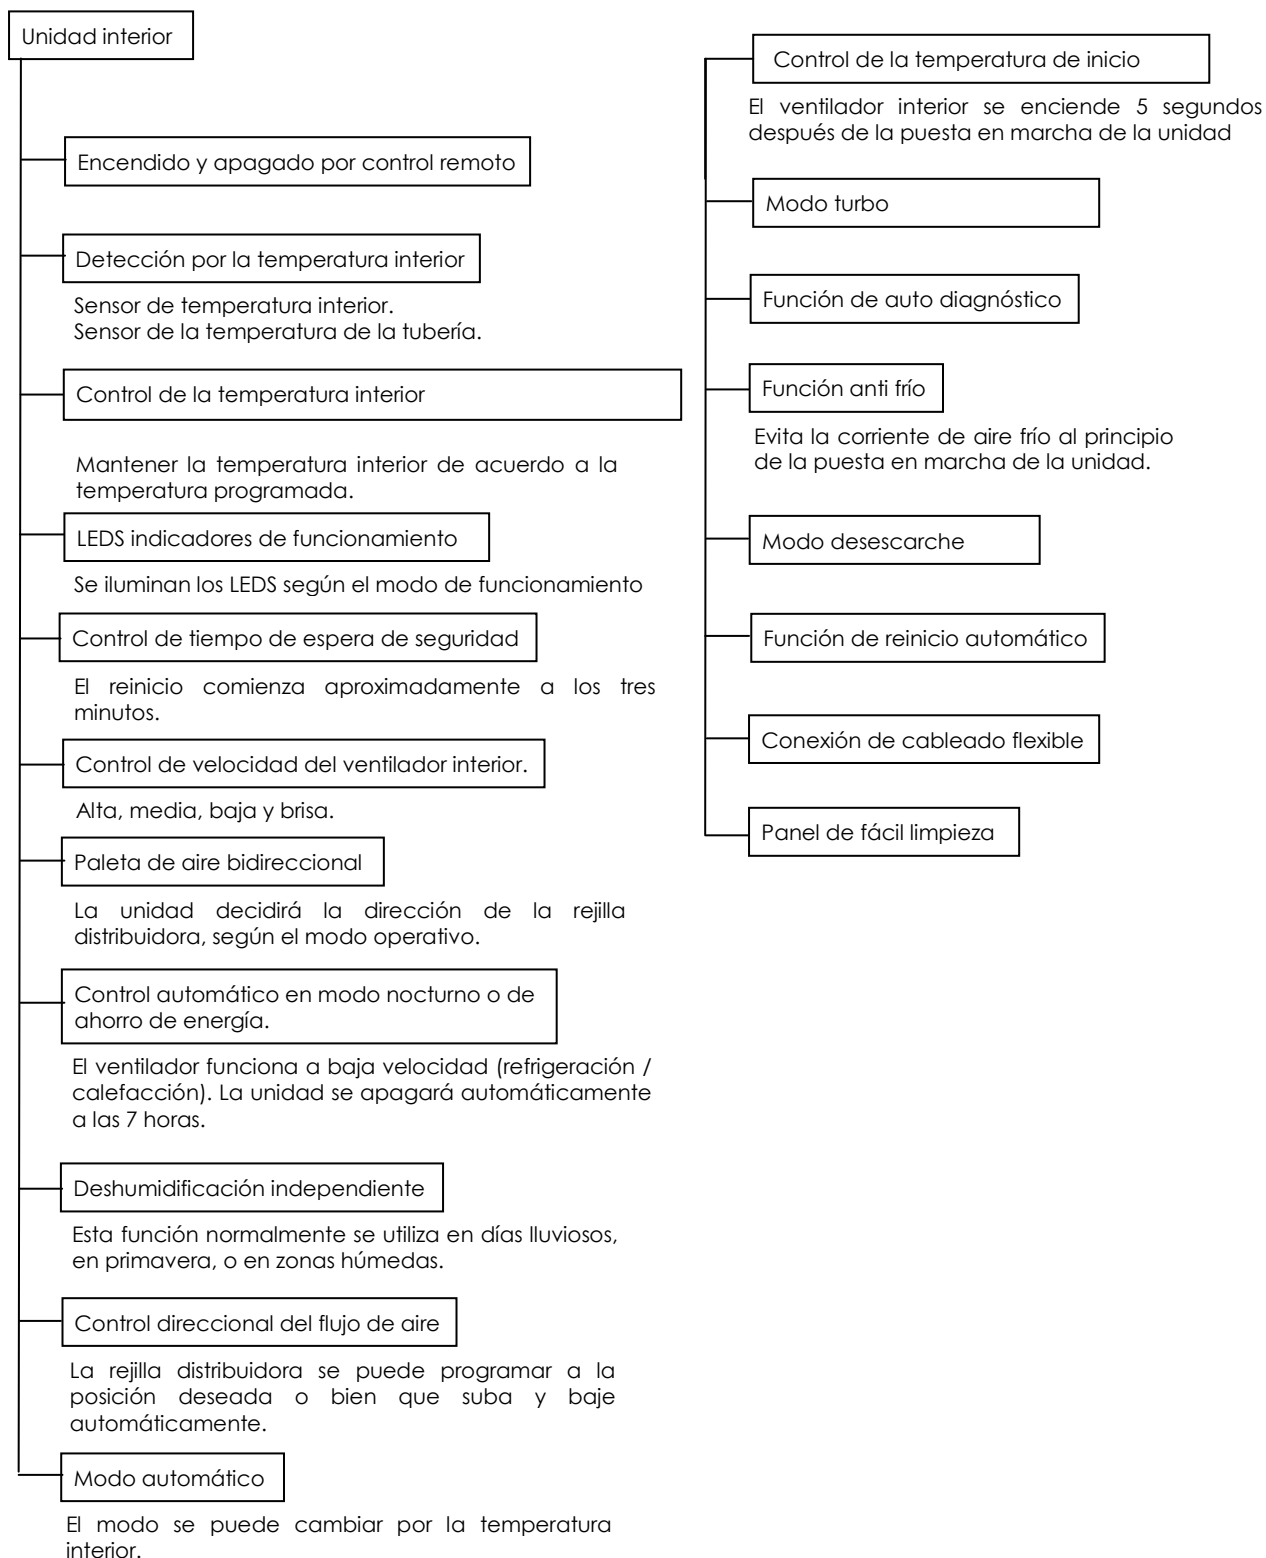 Unidad interior
Encendido y apagado por control remoto
Detección por la temperatura interior
Sensor de temperatura interior.
Sensor de la temperatura de la tubería.
Control de la temperatura interior
Mantener la temperatura interior de acuerdo a la
temperatura programada.
LEDS indicadores de funcionamiento
Se iluminan los LEDS según el modo de funcionamiento
Control de tiempo de espera de seguridad
El reinicio comienza aproximadamente a los tres
minutos.
Control de velocidad del ventilador interior.
Alta, media, baja y brisa.
Paleta de aire bidireccional
La unidad decidirá la dirección de la rejilla
distribuidora, según el modo operativo.
Control automático en modo nocturno o de
ahorro de energía.
El ventilador funciona a baja velocidad (refrigeración /
calefacción). La unidad se apagará automáticamente
a las 7 horas.
Deshumidificación independiente
Esta función normalmente se utiliza en días lluviosos,
en primavera, o en zonas húmedas.
Control direccional del flujo de aire
La rejilla distribuidora se puede programar a la
posición deseada o bien que suba y baje
automáticamente.
Modo automático
El modo se puede cambiar por la temperatura
interior.
Control de la temperatura de inicio
El ventilador interior se enciende 5 segundos
después de la puesta en marcha de la unidad
Modo turbo
Función de auto diagnóstico
Función anti frío
Evita la corriente de aire frío al principio
de la puesta en marcha de la unidad.
Modo desescarche
Función de reinicio automático
Conexión de cableado flexible
Panel de fácil limpieza